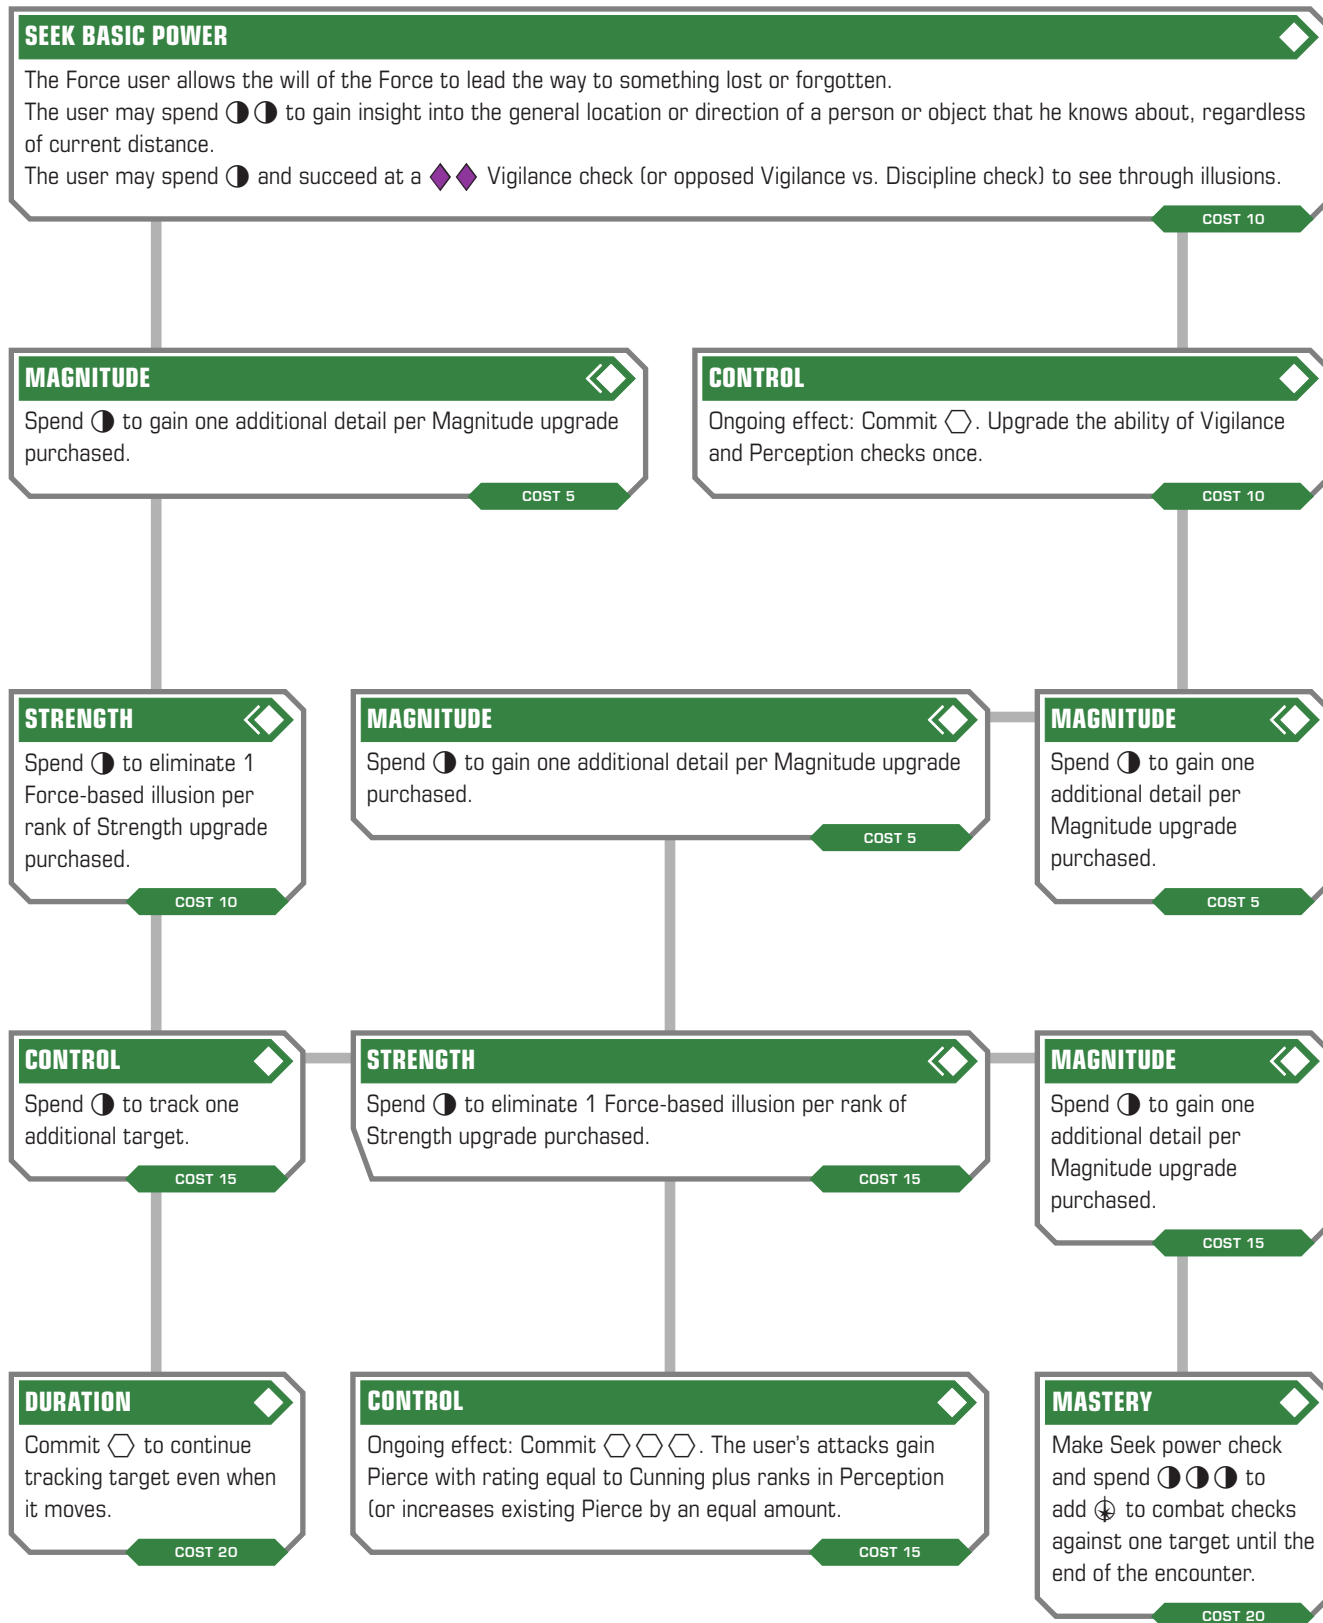 SEEK BASIC POWER
The Force user allows the will of the Force to lead the way to something lost or forgotten.
The user may spend ◑◑ to gain insight into the general location or direction of a person or object that he knows about, regardless
of current distance.
The user may spend ◑ and succeed at a ◆◆ Vigilance check (or opposed Vigilance vs. Discipline check) to see through illusions.
COST 10
MAGNITUDE
Spend ◑ to gain one additional detail per Magnitude upgrade
purchased.
COST 5
CONTROL
Ongoing effect: Commit ⬡. Upgrade the ability of Vigilance
and Perception checks once.
COST 10
STRENGTH
Spend ◑ to eliminate 1
Force-based illusion per
rank of Strength upgrade
purchased.
COST 10
MAGNITUDE
Spend ◑ to gain one additional detail per Magnitude upgrade
purchased.
COST 5
MAGNITUDE
Spend ◑ to gain one
additional detail per
Magnitude upgrade
purchased.
COST 5
CONTROL
Spend ◑ to track one
additional target.
COST 15
STRENGTH
Spend ◑ to eliminate 1 Force-based illusion per rank of
Strength upgrade purchased.
COST 15
MAGNITUDE
Spend ◑ to gain one
additional detail per
Magnitude upgrade
purchased.
COST 15
DURATION
Commit ⬡ to continue
tracking target even when
it moves.
COST 20
CONTROL
Ongoing effect: Commit ⬡⬡⬡. The user's attacks gain
Pierce with rating equal to Cunning plus ranks in Perception
(or increases existing Pierce by an equal amount.
COST 15
MASTERY
Make Seek power check
and spend ◑◑◑ to
add to combat checks
against one target until the
end of the encounter.
COST 20